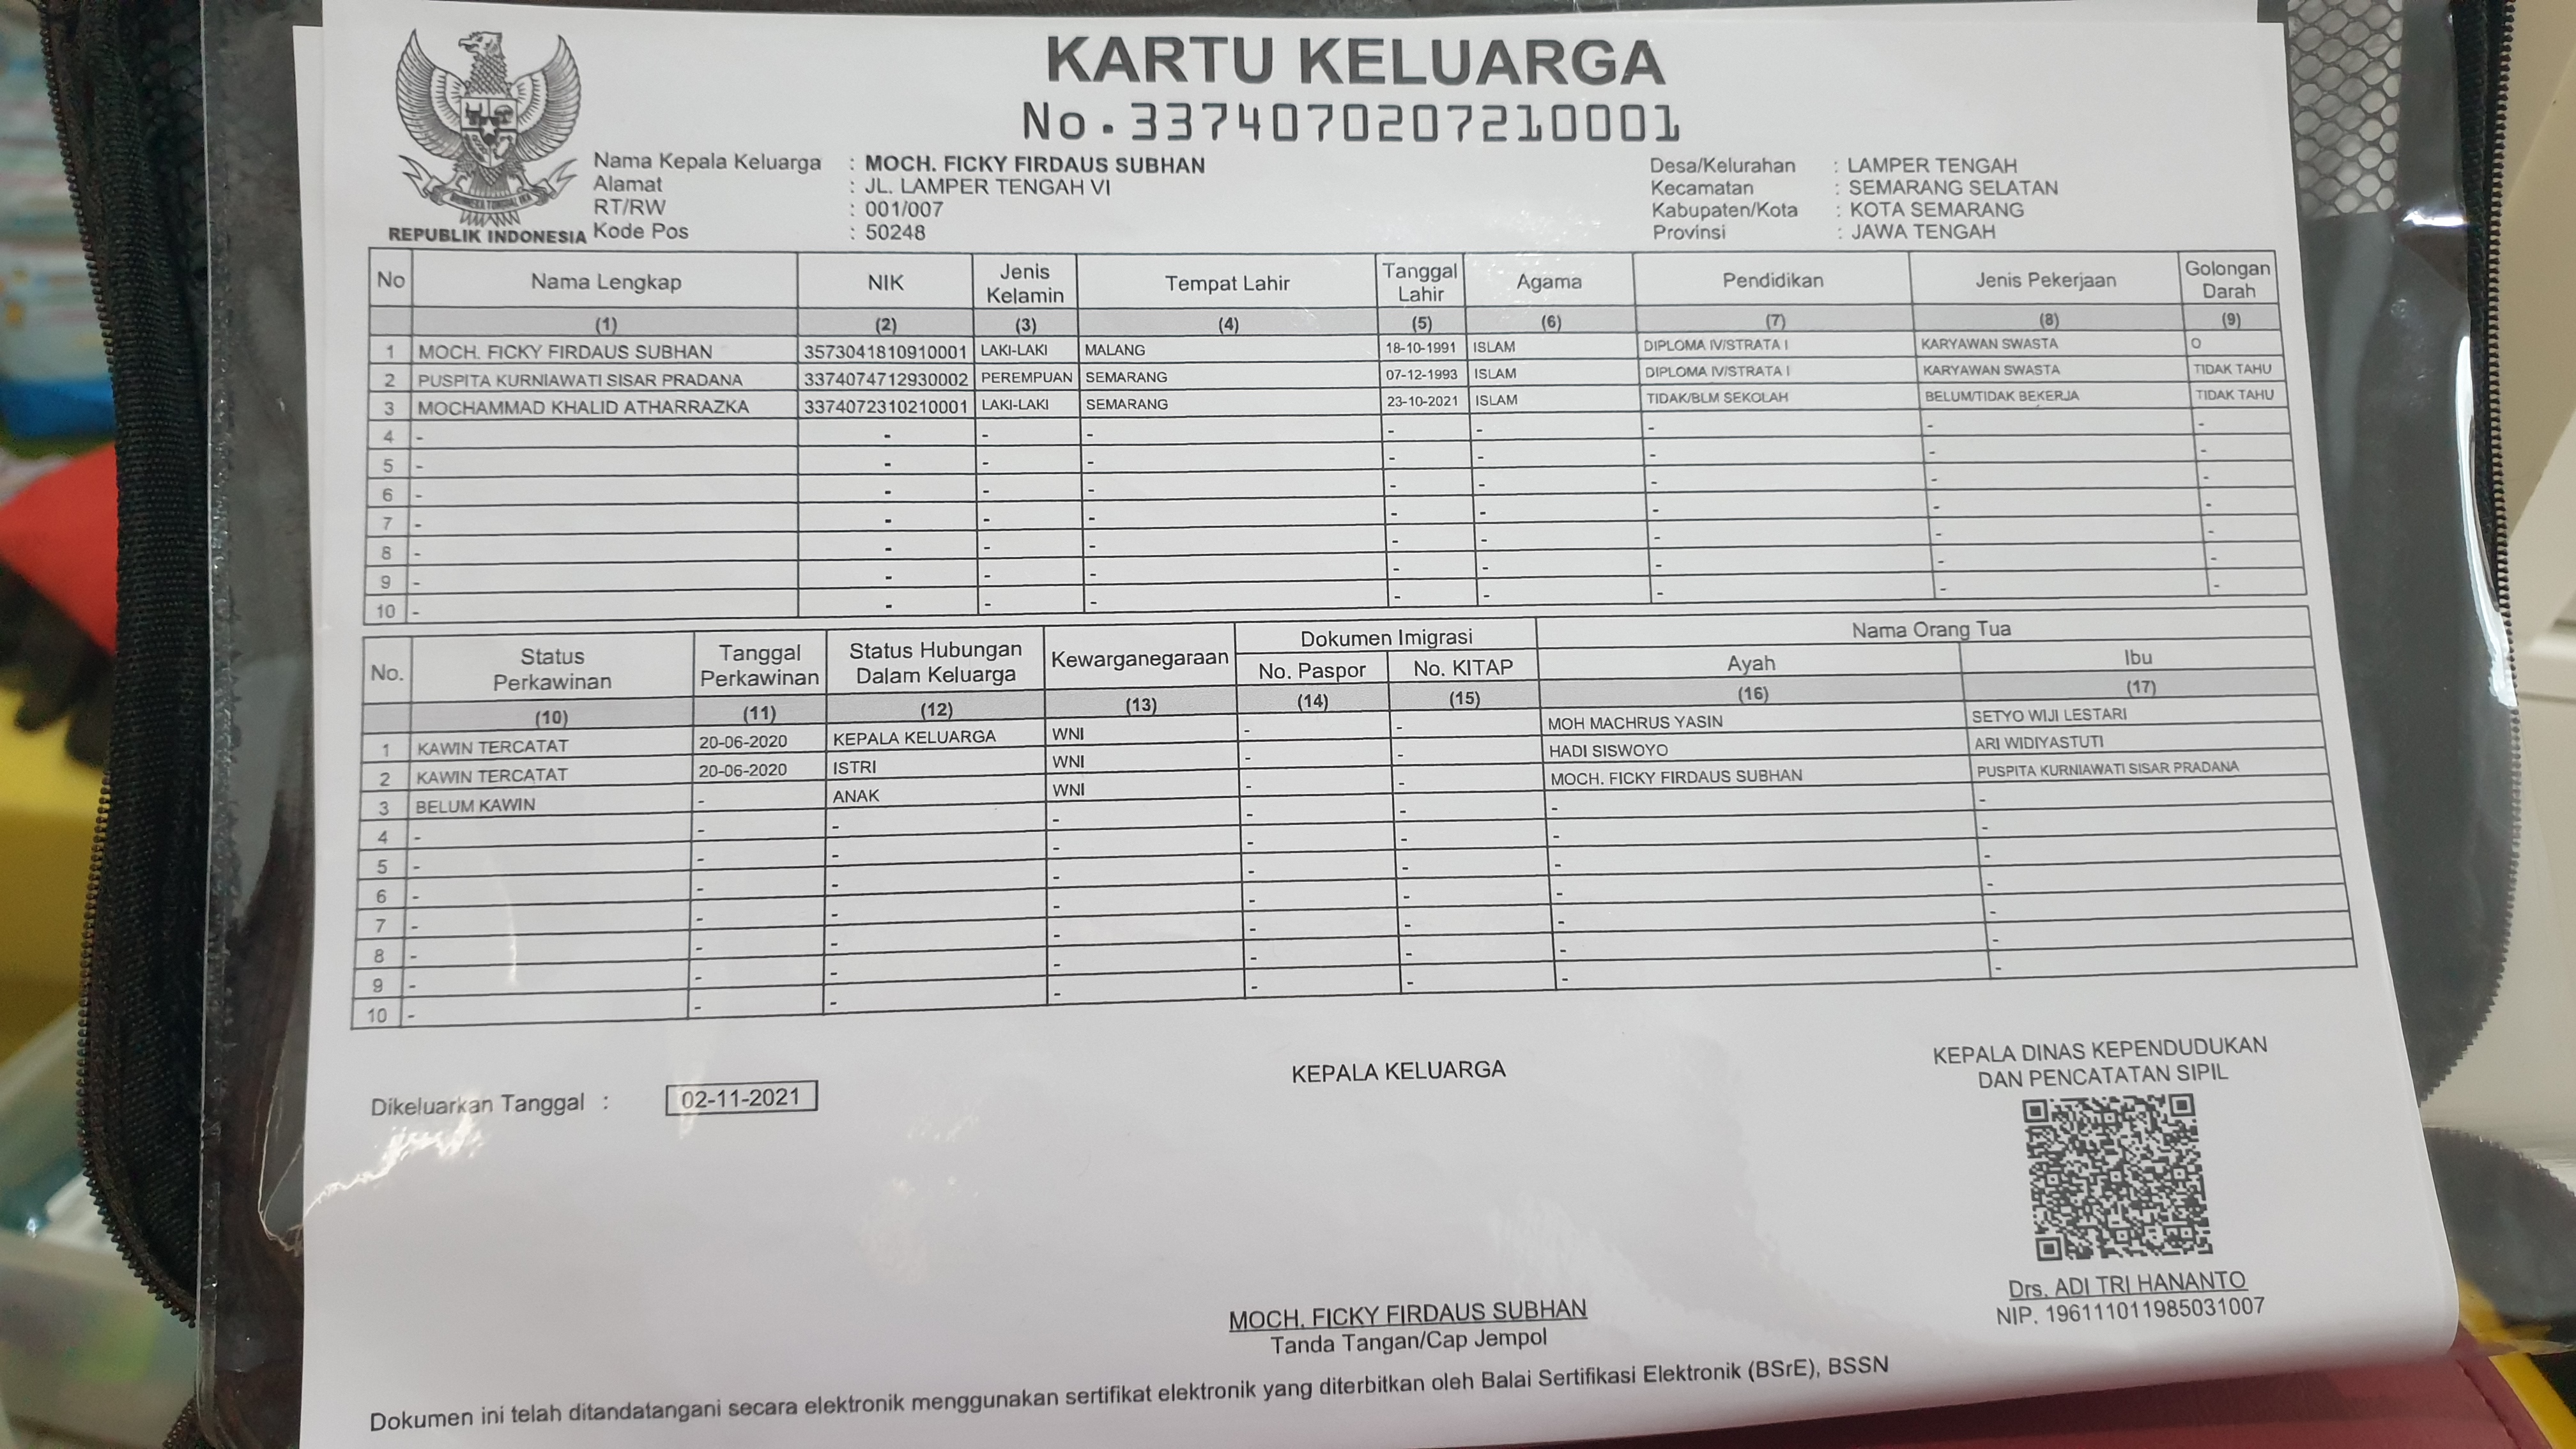 KARTU KELUARGA
No. 3374070207210001
REPUBLIK INDONESIA
Nama Kepala Keluarga : MOCH. FICKY FIRDAUS SUBHAN
Alamat : JL. LAMPER TENGAH VI
RT/RW : 001/007
Kode Pos : 50248
Desa/Kelurahan : LAMPER TENGAH
Kecamatan : SEMARANG SELATAN
Kabupaten/Kota : KOTA SEMARANG
Provinsi : JAWA TENGAH
No Nama Lengkap NIK Jenis Kelamin Tempat Lahir Tanggal Lahir Agama Pendidikan Jenis Pekerjaan Golongan Darah
(1) (2) (3) (4) (5) (6) (7) (8) (9)
1 MOCH. FICKY FIRDAUS SUBHAN 3573041810910001 LAKI-LAKI MALANG 18-10-1991 ISLAM DIPLOMA IV/STRATA I KARYAWAN SWASTA O
2 PUSPITA KURNIAWATI SISAR PRADANA 3374074712930002 PEREMPUAN SEMARANG 07-12-1993 ISLAM DIPLOMA IV/STRATA I KARYAWAN SWASTA TIDAK TAHU
3 MOCHAMMAD KHALID ATHARRAZKA 3374072310210001 LAKI-LAKI SEMARANG 23-10-2021 ISLAM TIDAK/BLM SEKOLAH BELUM/TIDAK BEKERJA TIDAK TAHU
4 - - - - - - - - -
5 - - - - - - - - -
6 - - - - - - - - -
7 - - - - - - - - -
8 - - - - - - - - -
9 - - - - - - - - -
10 - - - - - - - - -
No. Status Perkawinan Tanggal Perkawinan Status Hubungan Dalam Keluarga Kewarganegaraan Dokumen Imigrasi Nama Orang Tua
No. Paspor No. KITAP Ayah Ibu
(10) (11) (12) (13) (14) (15) (16) (17)
1 KAWIN TERCATAT 20-06-2020 KEPALA KELUARGA WNI - - MOH MACHRUS YASIN SETYO WIJI LESTARI
2 KAWIN TERCATAT 20-06-2020 ISTRI WNI - - HADI SISWOYO ARI WIDIYASTUTI
3 BELUM KAWIN - ANAK WNI - - MOCH. FICKY FIRDAUS SUBHAN PUSPITA KURNIAWATI SISAR PRADANA
4 - - - - - - - -
5 - - - - - - - -
6 - - - - - - - -
7 - - - - - - - -
8 - - - - - - - -
9 - - - - - - - -
10 - - - - - - - -
Dikeluarkan Tanggal : 02-11-2021
KEPALA KELUARGA
MOCH. FICKY FIRDAUS SUBHAN
Tanda Tangan/Cap Jempol
KEPALA DINAS KEPENDUDUKAN
DAN PENCATATAN SIPIL
Drs. ADI TRI HANANTO
NIP. 196111011985031007
Dokumen ini telah ditandatangani secara elektronik menggunakan sertifikat elektronik yang diterbitkan oleh Balai Sertifikasi Elektronik (BSrE), BSSN